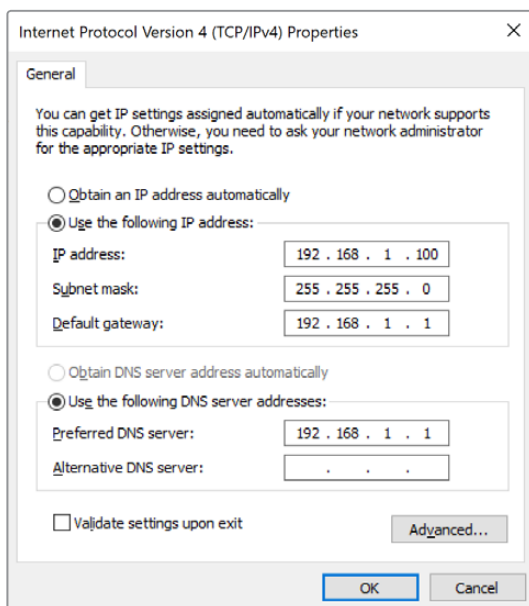 Internet Protocol Version 4 (TCP/IPv4) Properties
General
You can get IP settings assigned automatically if your network supports
this capability. Otherwise, you need to ask your network administrator
for the appropriate IP settings.
Obtain an IP address automatically
Use the following IP address:
IP address: 192 . 168 . 1 . 100
Subnet mask: 255 . 255 . 255 . 0
Default gateway: 192 . 168 . 1 . 1
Obtain DNS server address automatically
Use the following DNS server addresses:
Preferred DNS server: 192 . 168 . 1 . 1
Alternative DNS server: . . .
Validate settings upon exit
Advanced...
OK Cancel